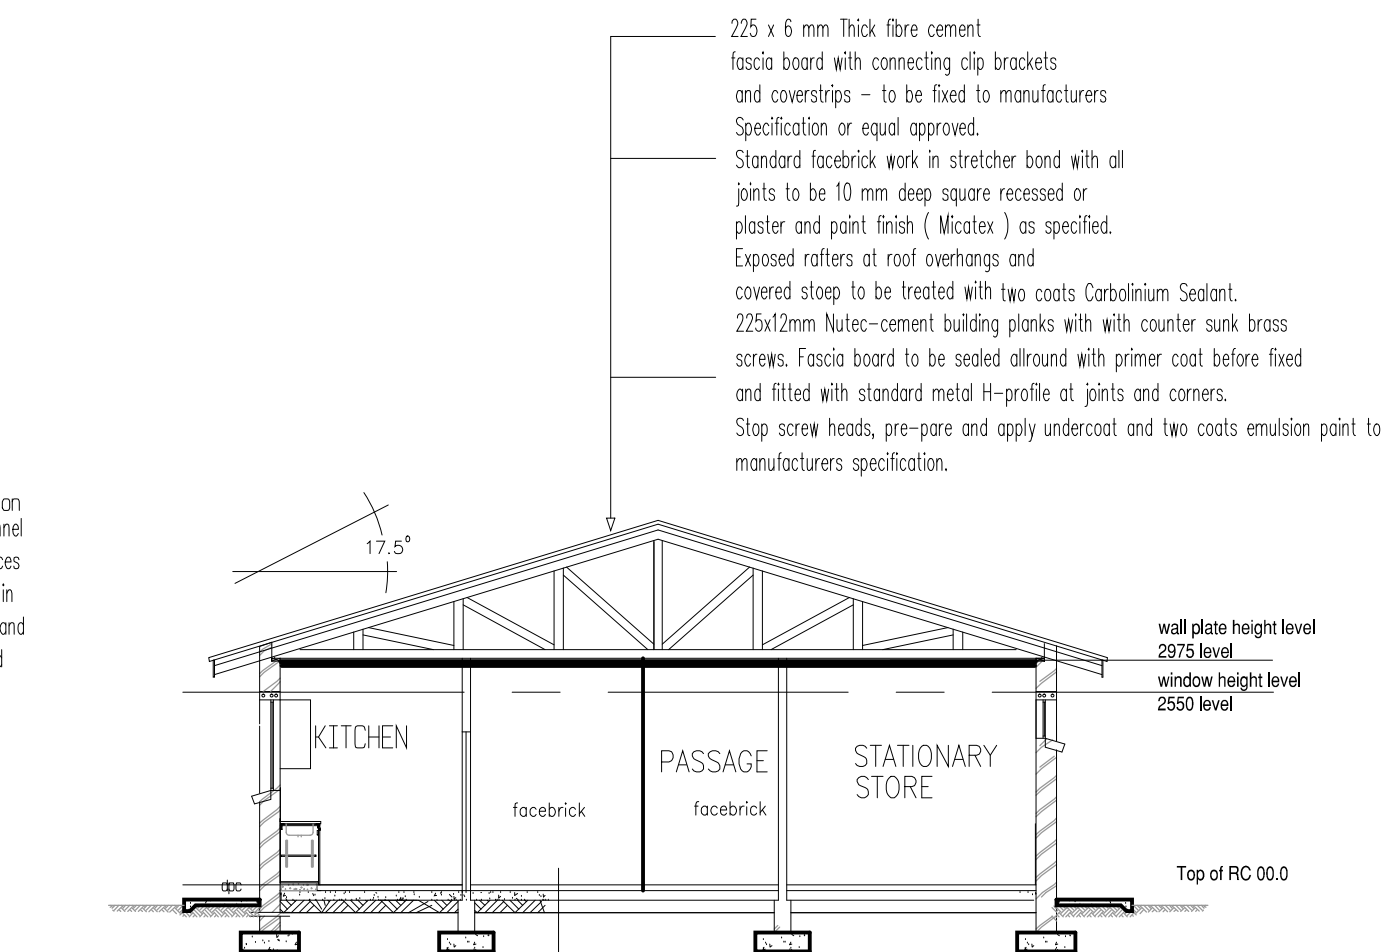 225 x 6 mm Thick fibre cement
fascia board with connecting clip brackets
and coverstrips – to be fixed to manufacturers
Specification or equal approved.
Standard facebrick work in stretcher bond with all
joints to be 10 mm deep square recessed or
plaster and paint finish ( Micatex ) as specified.
Exposed rafters at roof overhangs and
covered stoep to be treated with two coats Carbolinium Sealant.
225x12mm Nutec-cement building planks with with counter sunk brass
screws. Fascia board to be sealed allround with primer coat before fixed
and fitted with standard metal H-profile at joints and corners.
Stop screw heads, pre-pare and apply undercoat and two coats emulsion paint to
manufacturers specification.
on
nnel
ces
in
and
17.5°
wall plate height level
2975 level
window height level
2550 level
KITCHEN
PASSAGE
STATIONARY
STORE
facebrick
facebrick
Top of RC 00.0
dpc